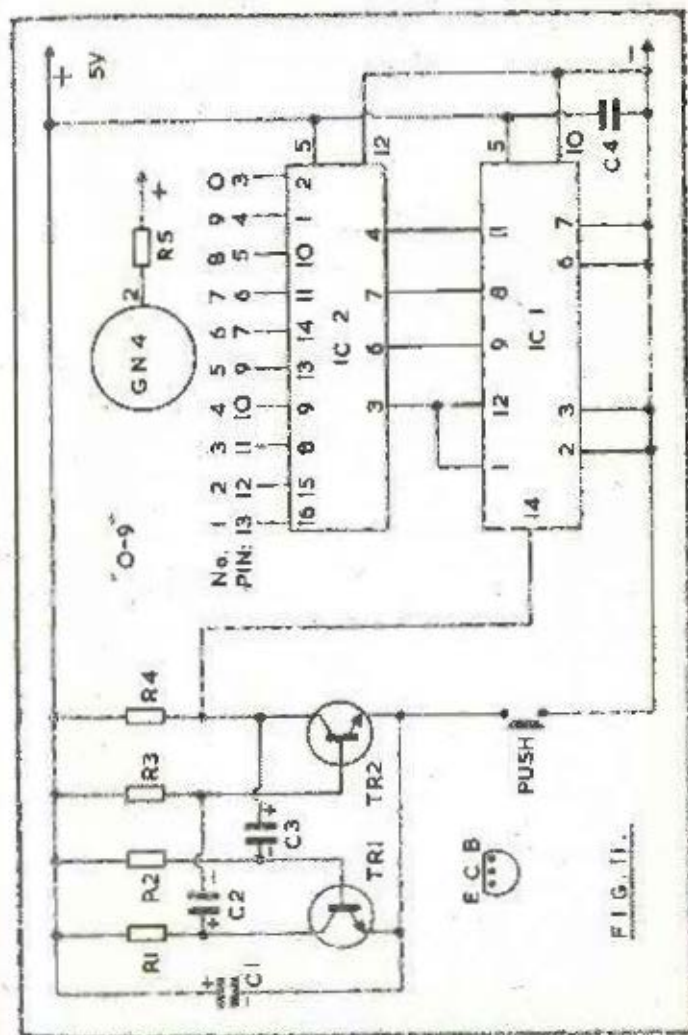 + 5V
R1 R2 R3 R4
"0-9"
GN4 2 R5 +
+ C1 -
+ C2 -
- C3 +
TR1 TR2
No. 1 2 3 4 5 6 7 8 9 0
PIN: 13 12 11 10 9 7 6 5 4 3
16 15 8 9 13 14 11 10 1 2
IC 2
5
12
3 6 7 4
1 12 9 8 11
14 IC 1
5
10
2 3 6 7
C4
-
PUSH
E C B
FIG. 11.